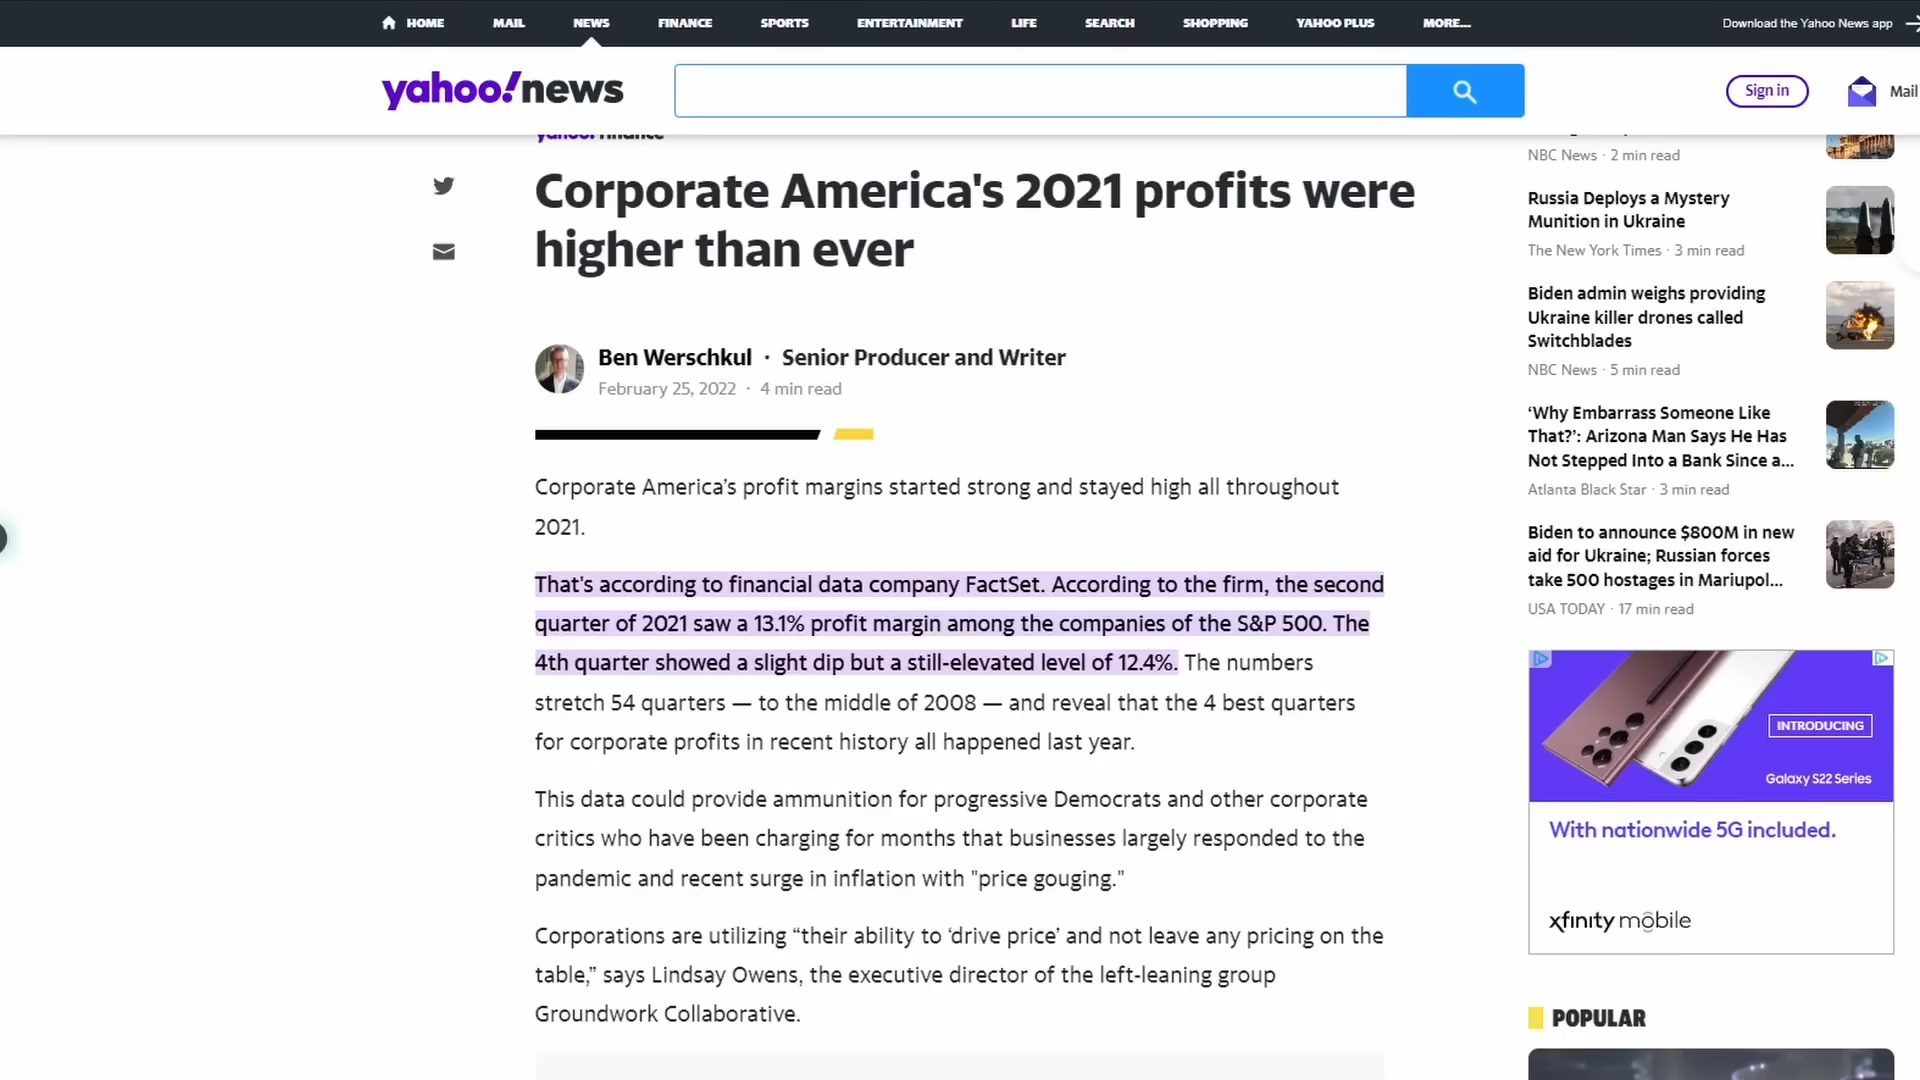 HOME MAIL NEWS FINANCE SPORTS ENTERTAINMENT LIFE SEARCH SHOPPING YAHOO PLUS MORE... Download the Yahoo News app
yahoo!news
Sign in
Mail
yahoo! finance
Corporate America's 2021 profits were
higher than ever
Ben Werschkul · Senior Producer and Writer
February 25, 2022 · 4 min read
Corporate America's profit margins started strong and stayed high all throughout
2021.
That's according to financial data company FactSet. According to the firm, the second
quarter of 2021 saw a 13.1% profit margin among the companies of the S&P 500. The
4th quarter showed a slight dip but a still-elevated level of 12.4%. The numbers
stretch 54 quarters — to the middle of 2008 — and reveal that the 4 best quarters
for corporate profits in recent history all happened last year.
This data could provide ammunition for progressive Democrats and other corporate
critics who have been charging for months that businesses largely responded to the
pandemic and recent surge in inflation with "price gouging."
Corporations are utilizing “their ability to ‘drive price’ and not leave any pricing on the
table,” says Lindsay Owens, the executive director of the left-leaning group
Groundwork Collaborative.
NBC News · 2 min read
Russia Deploys a Mystery
Munition in Ukraine
The New York Times · 3 min read
Biden admin weighs providing
Ukraine killer drones called
Switchblades
NBC News · 5 min read
‘Why Embarrass Someone Like
That?’: Arizona Man Says He Has
Not Stepped Into a Bank Since a...
Atlanta Black Star · 3 min read
Biden to announce $800M in new
aid for Ukraine; Russian forces
take 500 hostages in Mariupol...
USA TODAY · 17 min read
INTRODUCING
Galaxy S22 Series
With nationwide 5G included.
xfinity mobile
POPULAR